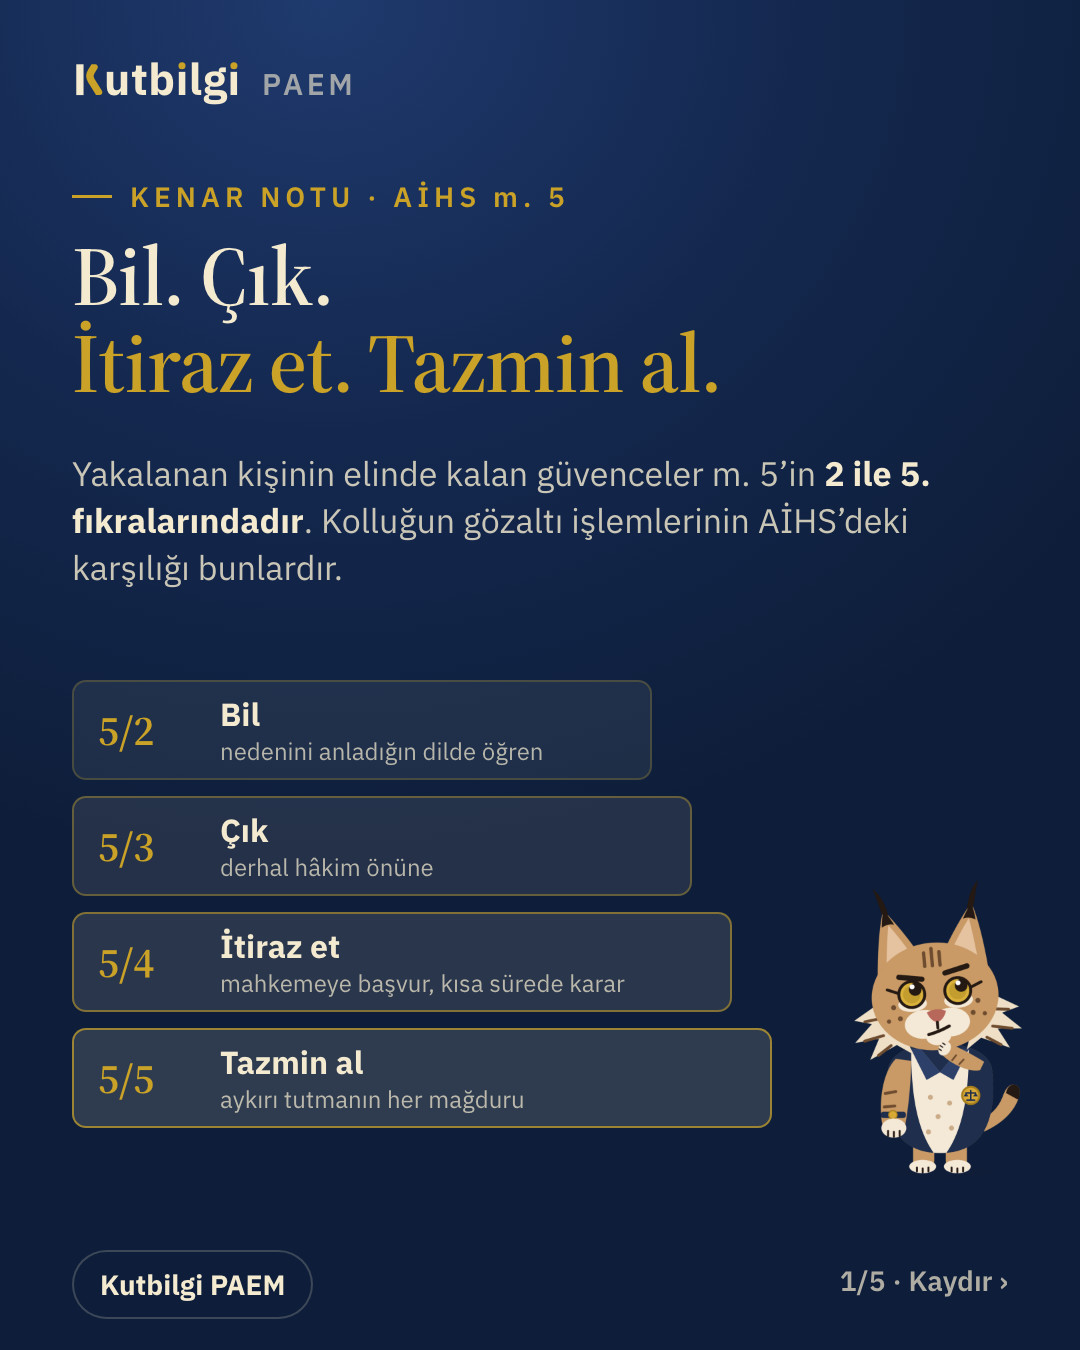 Kutbilgi PAEM
KENAR NOTU · AİHS m. 5
Bil. Çık.
İtiraz et. Tazmin al.
Yakalanan kişinin elinde kalan güvenceler m. 5’in 2 ile 5.
fıkralarındadır. Kolluğun gözaltı işlemlerinin AİHS’deki
karşılığı bunlardır.
5/2
Bil
nedenini anladığın dilde öğren
5/3
Çık
derhal hâkim önüne
5/4
İtiraz et
mahkemeye başvur, kısa sürede karar
5/5
Tazmin al
aykırı tutmanın her mağduru
Kutbilgi PAEM
1/5 · Kaydır ›